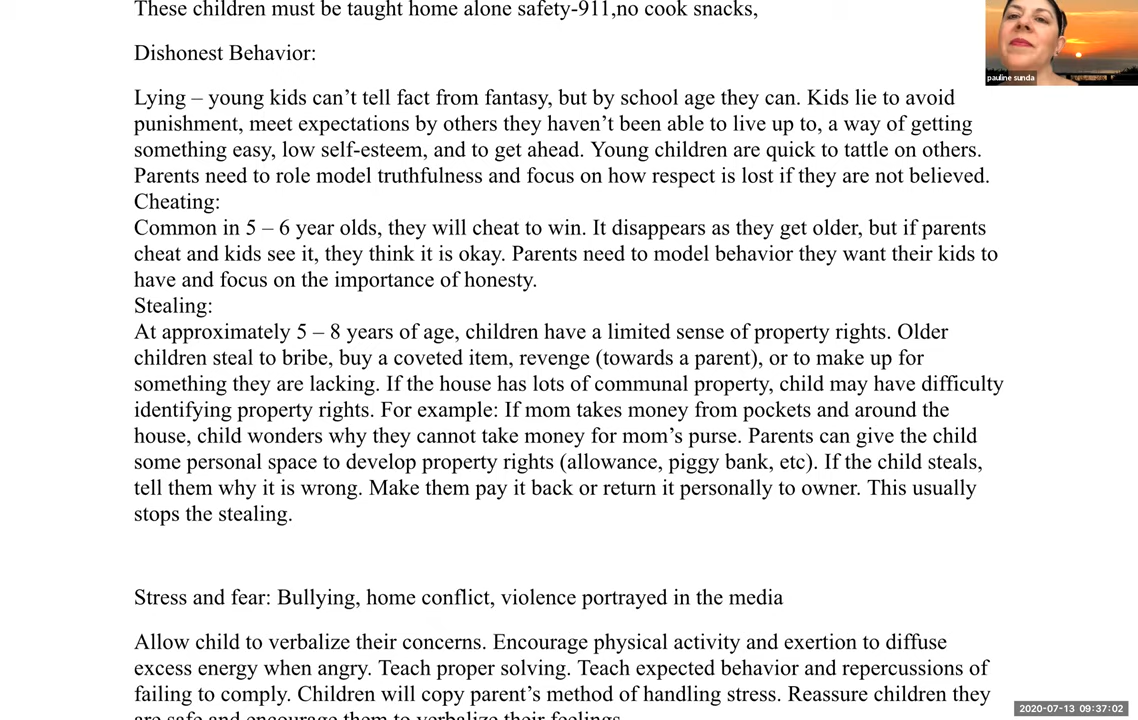 These children must be taught home alone safety-911,no cook snacks,
pauline sunda
Dishonest Behavior:
Lying – young kids can’t tell fact from fantasy, but by school age they can. Kids lie to avoid
punishment, meet expectations by others they haven’t been able to live up to, a way of getting
something easy, low self-esteem, and to get ahead. Young children are quick to tattle on others.
Parents need to role model truthfulness and focus on how respect is lost if they are not believed.
Cheating:
Common in 5 – 6 year olds, they will cheat to win. It disappears as they get older, but if parents
cheat and kids see it, they think it is okay. Parents need to model behavior they want their kids to
have and focus on the importance of honesty.
Stealing:
At approximately 5 – 8 years of age, children have a limited sense of property rights. Older
children steal to bribe, buy a coveted item, revenge (towards a parent), or to make up for
something they are lacking. If the house has lots of communal property, child may have difficulty
identifying property rights. For example: If mom takes money from pockets and around the
house, child wonders why they cannot take money for mom’s purse. Parents can give the child
some personal space to develop property rights (allowance, piggy bank, etc). If the child steals,
tell them why it is wrong. Make them pay it back or return it personally to owner. This usually
stops the stealing.
Stress and fear: Bullying, home conflict, violence portrayed in the media
Allow child to verbalize their concerns. Encourage physical activity and exertion to diffuse
excess energy when angry. Teach proper solving. Teach expected behavior and repercussions of
failing to comply. Children will copy parent’s method of handling stress. Reassure children they
are safe and encourage them to verbalize their feelings
2020-07-13 09:37:02